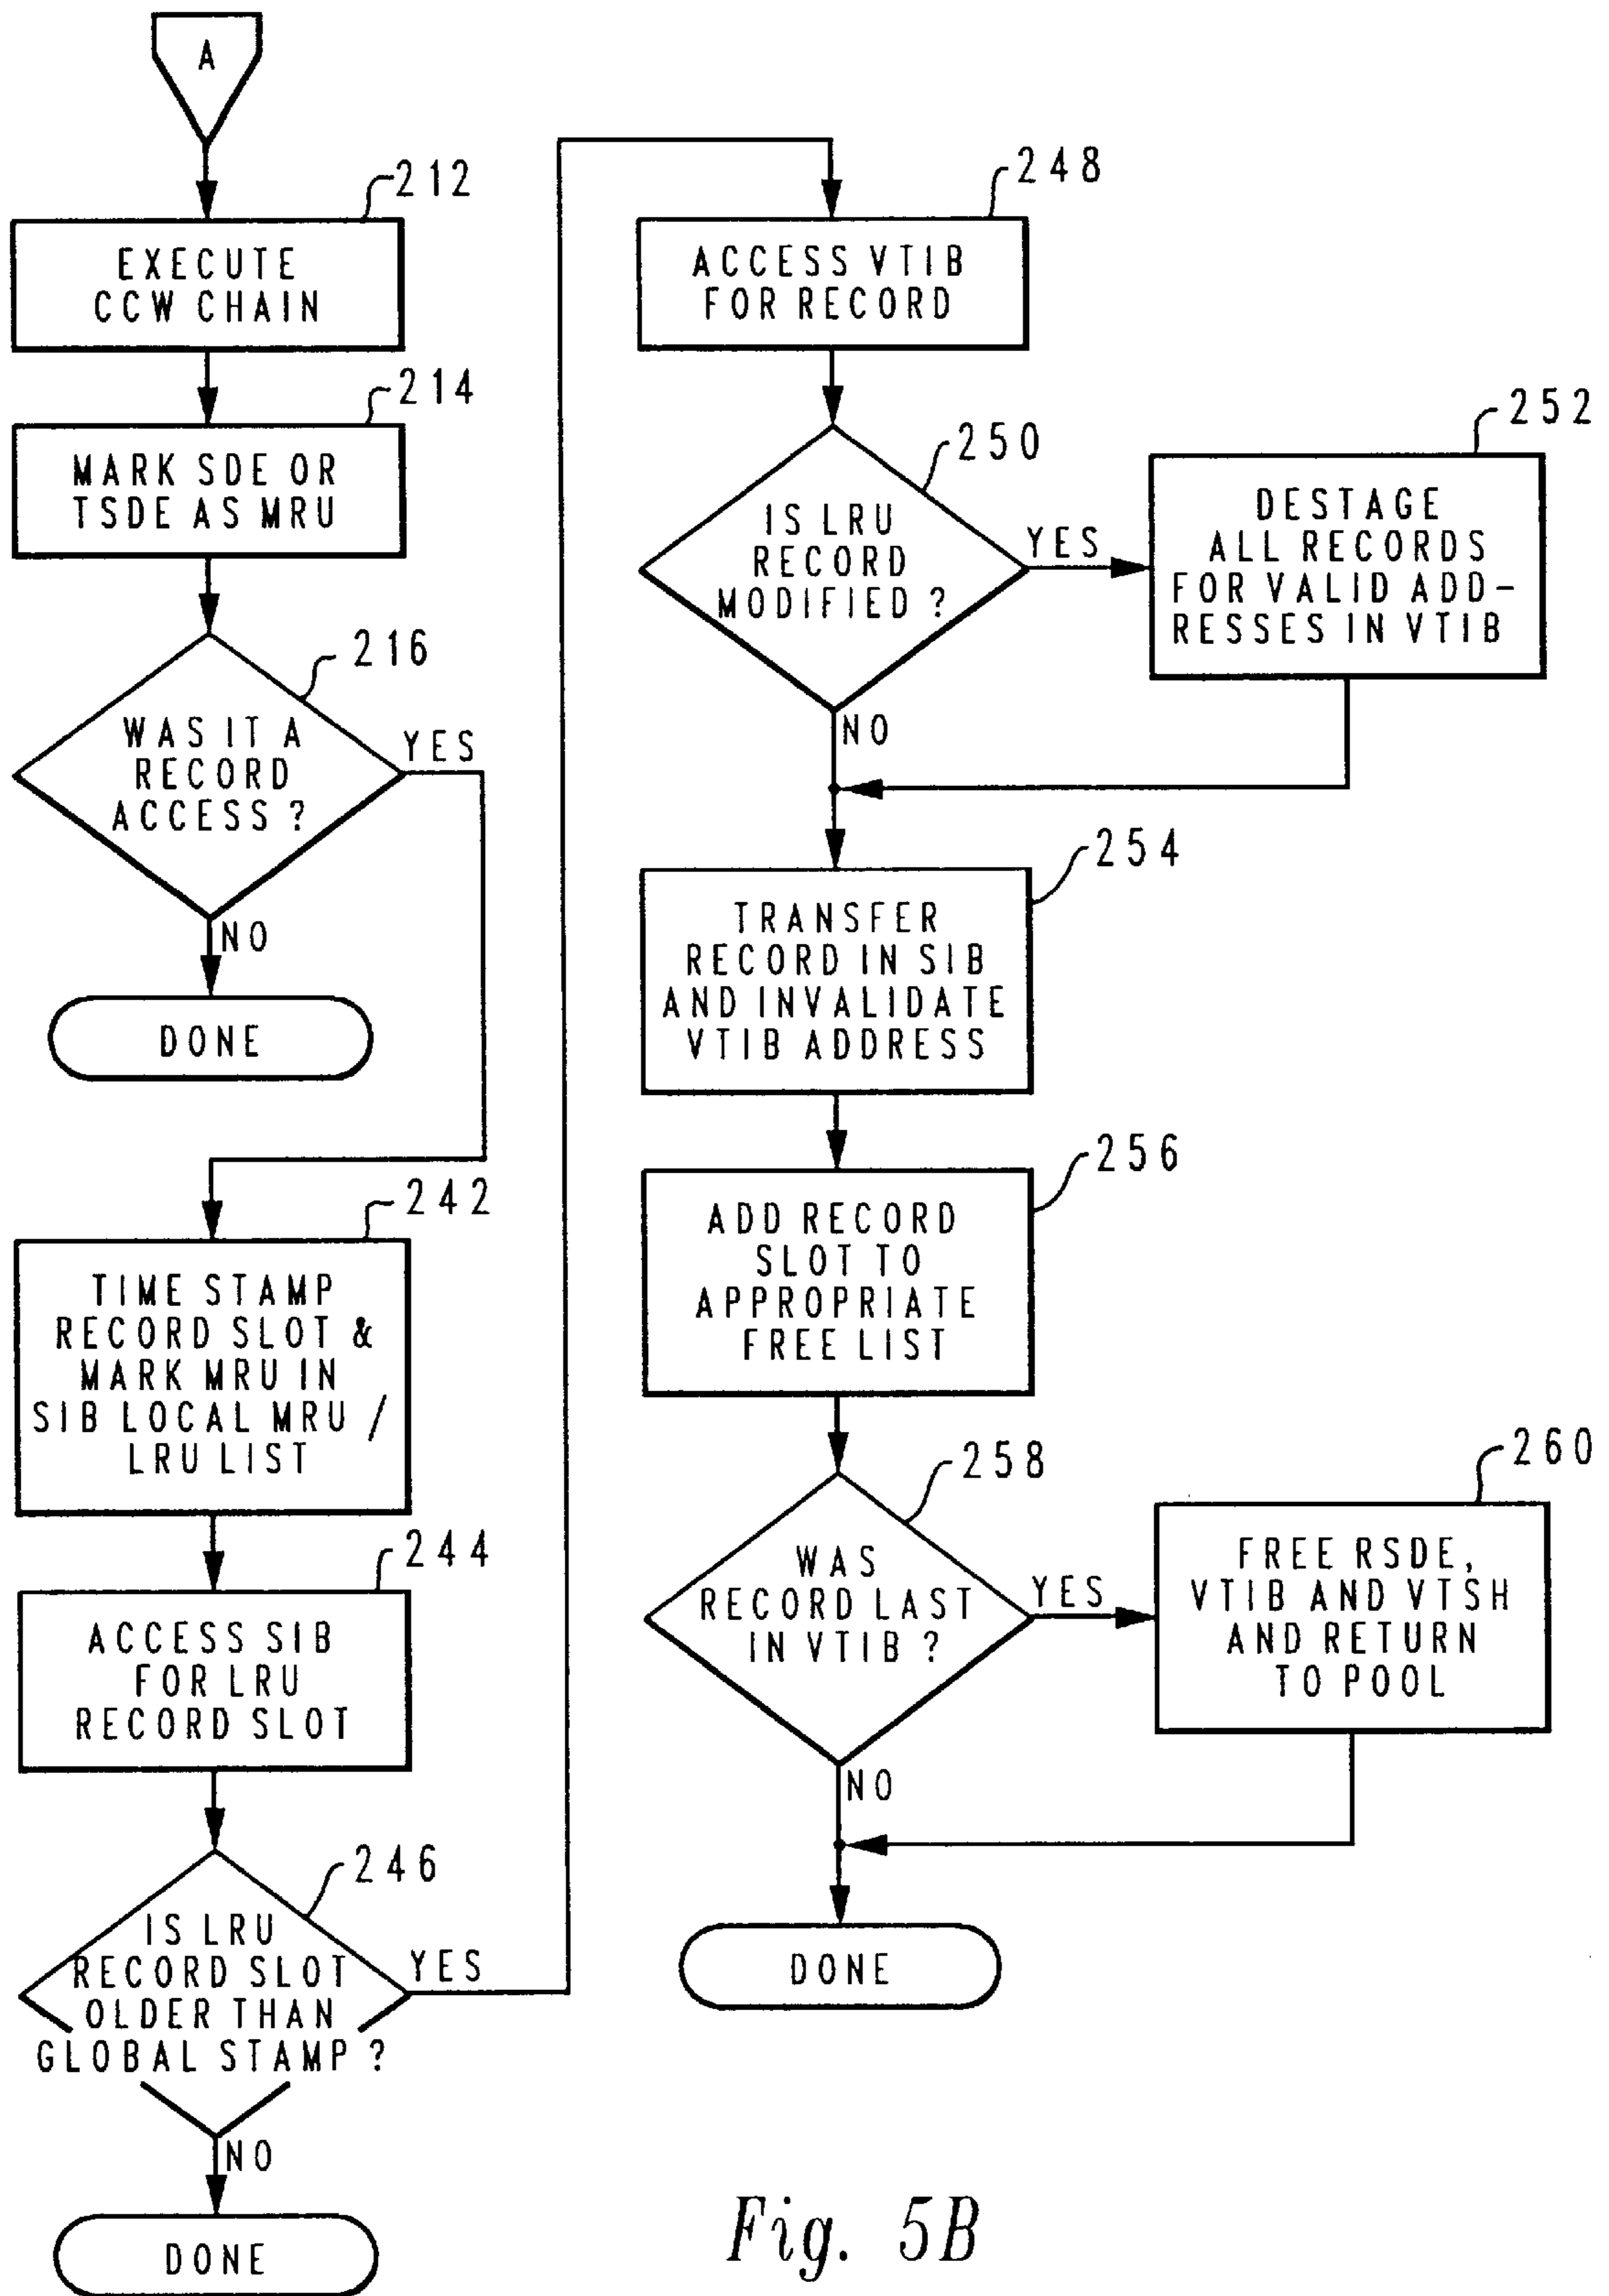 A
212
EXECUTE
CCW CHAIN
214
MARK SDE OR
TSDE AS MRU
216
WAS IT A
RECORD
ACCESS ?
YES
NO
DONE
242
TIME STAMP
RECORD SLOT &
MARK MRU IN
SIB LOCAL MRU /
LRU LIST
244
ACCESS SIB
FOR LRU
RECORD SLOT
246
IS LRU
RECORD SLOT
OLDER THAN
GLOBAL STAMP ?
YES
NO
DONE
248
ACCESS VTIB
FOR RECORD
250
IS LRU
RECORD
MODIFIED ?
YES
NO
252
DESTAGE
ALL RECORDS
FOR VALID ADD-
RESSES IN VTIB
254
TRANSFER
RECORD IN SIB
AND INVALIDATE
VTIB ADDRESS
256
ADD RECORD
SLOT TO
APPROPRIATE
FREE LIST
258
WAS
RECORD LAST
IN VTIB ?
YES
NO
260
FREE RSDE,
VTIB AND VTSH
AND RETURN
TO POOL
DONE
Fig. 5B